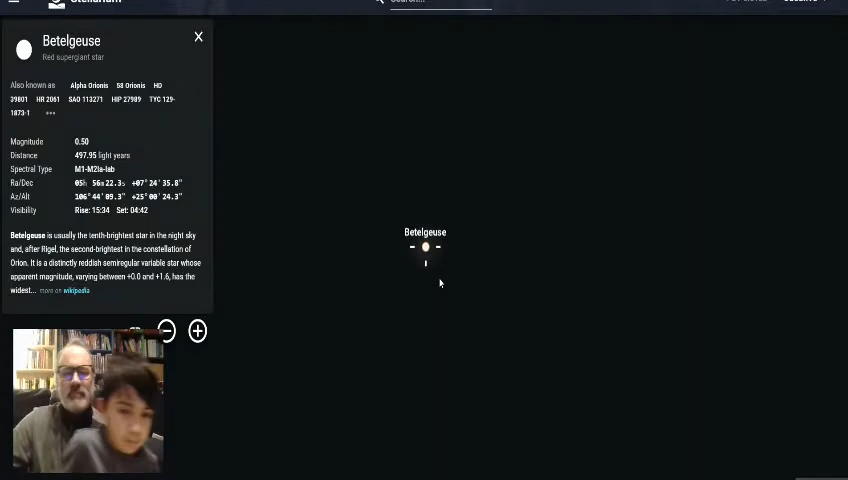 Stellarium
Search...
Betelgeuse
X
Red supergiant star
Also known as Alpha Orionis 58 Orionis HD
39801 HR 2061 SAO 113271 HIP 27989 TYC 129-
1873-1 •••
Magnitude 0.50
Distance 497.95 light years
Spectral Type M1-M2Ia-Iab
Ra/Dec 05h 56m 22.3s +07° 24' 35.8"
Az/Alt 106° 44' 09.3" +25° 00' 24.3"
Visibility Rise: 15:34 Set: 04:42
Betelgeuse is usually the tenth-brightest star in the night sky
and, after Rigel, the second-brightest in the constellation of
Orion. It is a distinctly reddish semiregular variable star whose
apparent magnitude, varying between +0.0 and +1.6, has the
widest... more on wikipedia
Betelgeuse